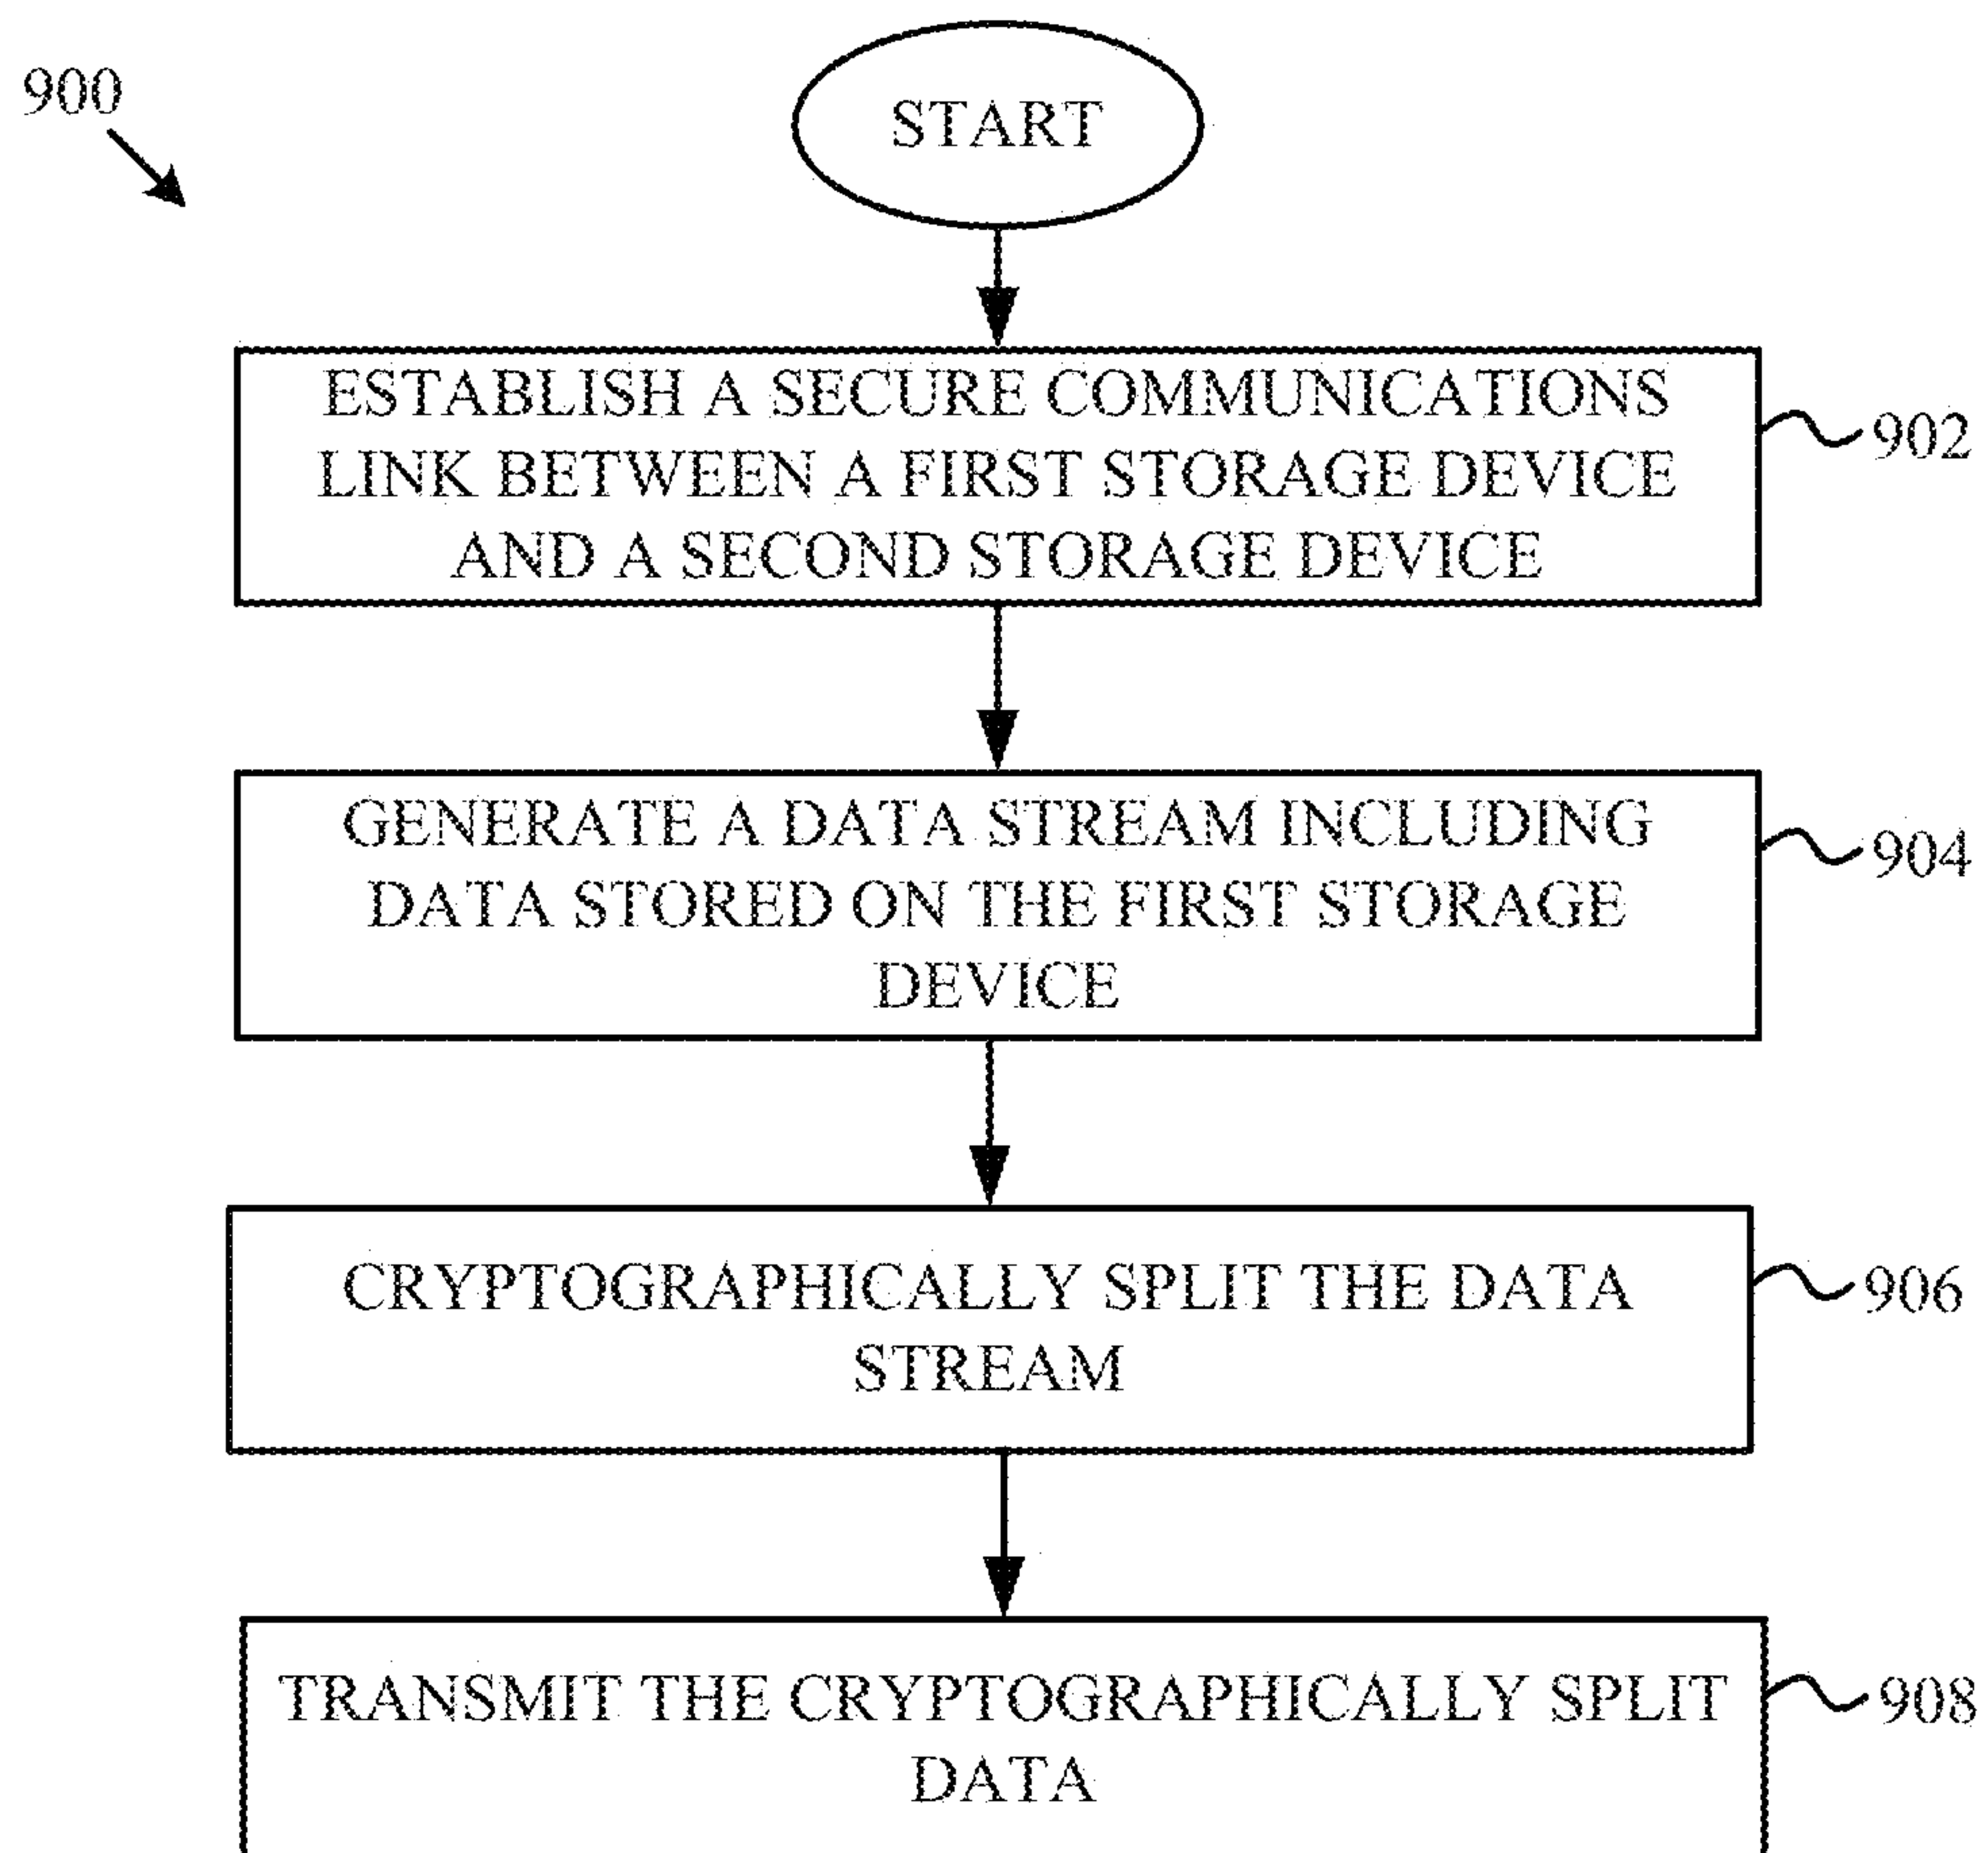 900
START
ESTABLISH A SECURE COMMUNICATIONS
LINK BETWEEN A FIRST STORAGE DEVICE
AND A SECOND STORAGE DEVICE
902
GENERATE A DATA STREAM INCLUDING
DATA STORED ON THE FIRST STORAGE
DEVICE
904
CRYPTOGRAPHICALLY SPLIT THE DATA
STREAM
906
TRANSMIT THE CRYPTOGRAPHICALLY SPLIT
DATA
908